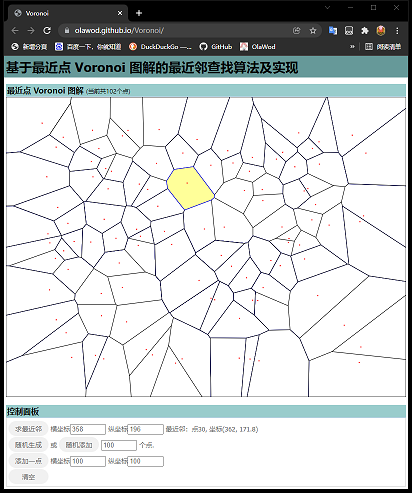 Voronoi
olawod.github.io/Voronoi/
新增分頁 百度一下，你就知道 DuckDuckGo —... GitHub OlaWod » 阅读清单
基于最近点 Voronoi 图解的最近邻查找算法及实现
最近点 Voronoi 图解 (当前共102个点)
控制面板
求最近邻 横坐标 358 纵坐标 196 最近邻：点30, 坐标(362, 171.8)
随机生成 或 随机添加 100 个点.
添加一点 横坐标 100 纵坐标 100
清空